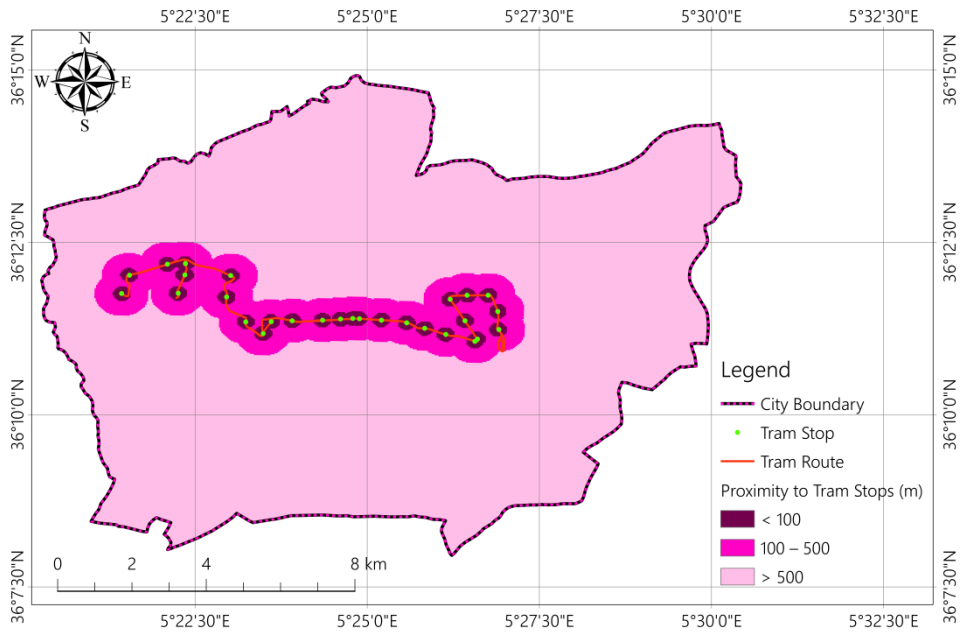 5°22'30"E 5°25'0"E 5°27'30"E 5°30'0"E 5°32'30"E
36°15'0"N 36°15'0"N
N
W E
S
36°12'30"N 36°12'30"N
36°10'0"N 36°10'0"N
Legend
City Boundary
Tram Stop
Tram Route
Proximity to Tram Stops (m)
< 100
100 – 500
> 500
0 2 4 8 km
36°7'30"N 36°7'30"N
5°22'30"E 5°25'0"E 5°27'30"E 5°30'0"E 5°32'30"E